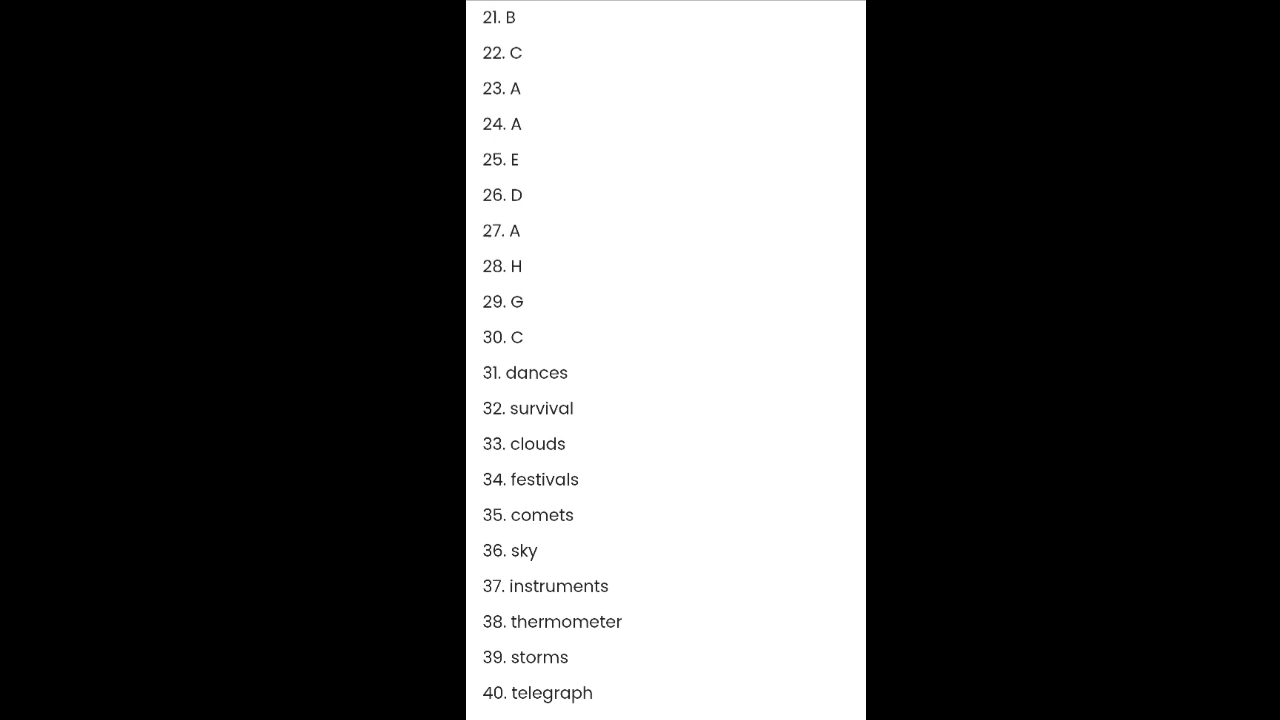 21. B
22. C
23. A
24. A
25. E
26. D
27. A
28. H
29. G
30. C
31. dances
32. survival
33. clouds
34. festivals
35. comets
36. sky
37. instruments
38. thermometer
39. storms
40. telegraph